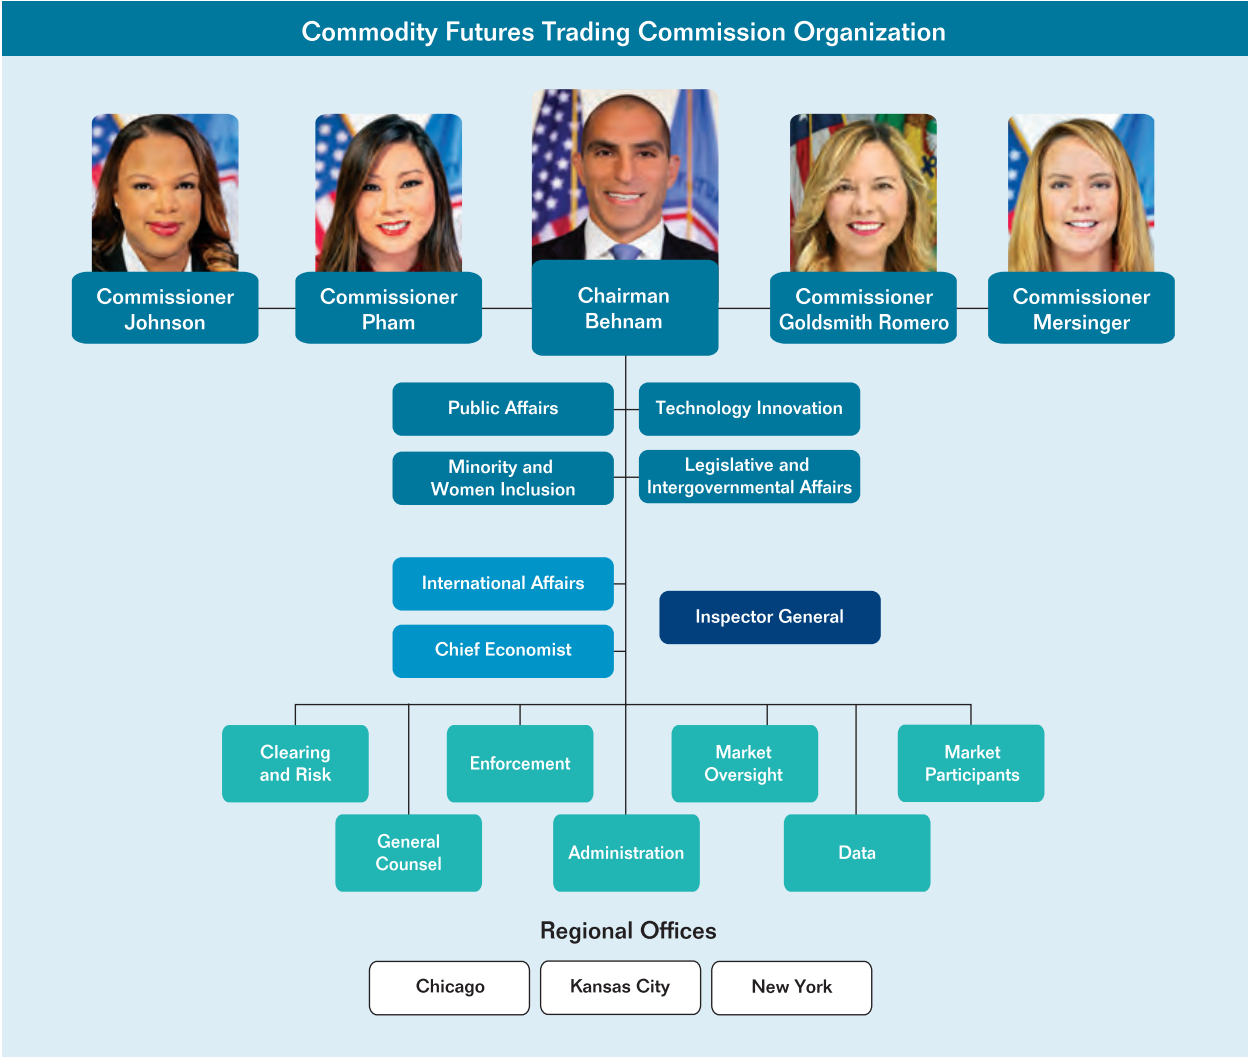 Commodity Futures Trading Commission Organization
Commissioner
Johnson
Commissioner
Pham
Chairman
Behnam
Commissioner
Goldsmith Romero
Commissioner
Mersinger
Public Affairs
Technology Innovation
Minority and
Women Inclusion
Legislative and
Intergovernmental Affairs
International Affairs
Inspector General
Chief Economist
Clearing
and Risk
Enforcement
Market
Oversight
Market
Participants
General
Counsel
Administration
Data
Regional Offices
Chicago
Kansas City
New York